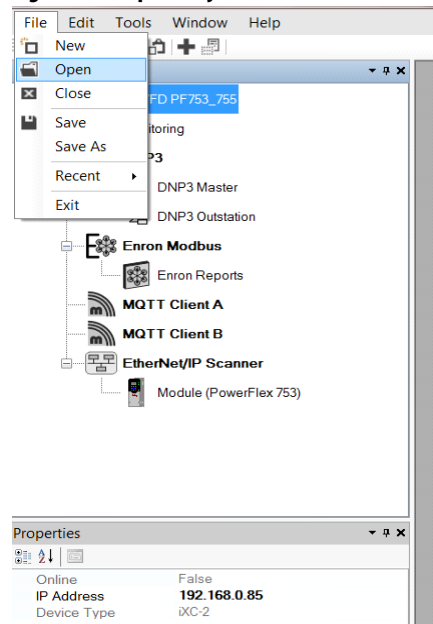 File Edit Tools Window Help
New
Open
Close
FD PF753_755
Save
itoring
Save As
P3
Recent
DNP3 Master
Exit
DNP3 Outstation
Enron Modbus
Enron Reports
MQTT Client A
MQTT Client B
EtherNet/IP Scanner
Module (PowerFlex 753)
Properties
Online False
IP Address 192.168.0.85
Device Type iXC-2